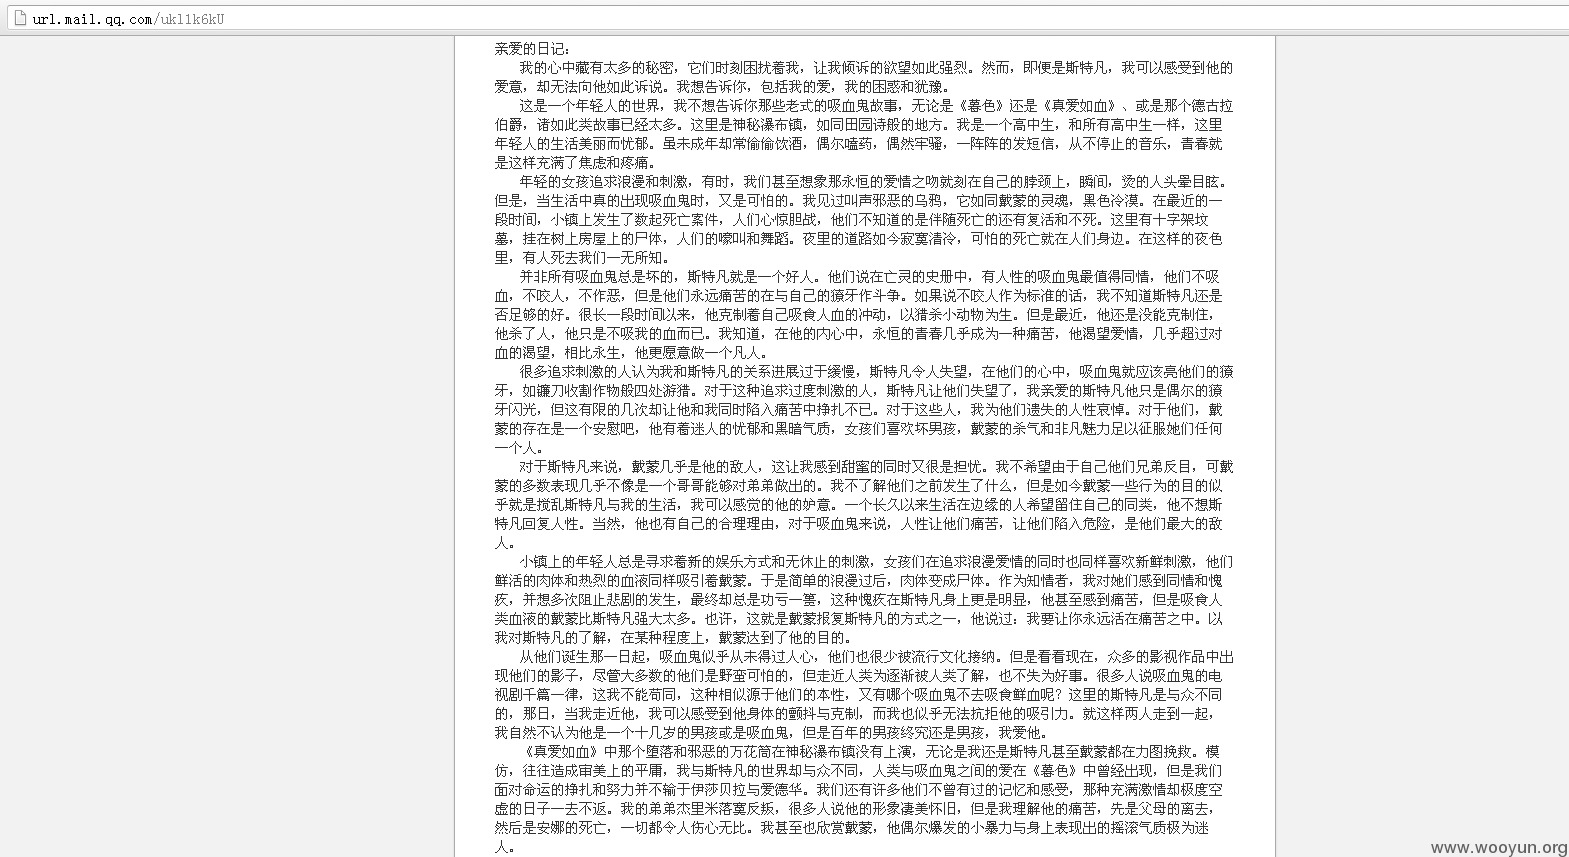 url.mail.qq.com/ukl1k6kU
亲爱的日记：
我的心中藏有太多的秘密，它们时刻困扰着我，让我倾诉的欲望如此强烈。然而，即便是斯特凡，我可以感受到他的
爱意，却无法向他如此诉说。我想告诉你，包括我的爱，我的困惑和犹豫。
这是一个年轻人的世界，我不想告诉你那些老式的吸血鬼故事，无论是《暮色》还是《真爱如血》、或是那个德古拉
伯爵，诸如此类故事已经太多。这里是神秘瀑布镇，如同田园诗般的地方。我是一个高中生，和所有高中生一样，这里
年轻人的生活美丽而忧郁。虽未成年却常偷偷饮酒，偶尔嗑药，偶然牢骚，一阵阵的发短信，从不停止的音乐，青春就
是这样充满了焦虑和疼痛。
年轻的女孩追求浪漫和刺激，有时，我们甚至想象那永恒的爱情之吻就刻在自己的脖颈上，瞬间，烫的人头晕目眩。
但是，当生活中真的出现吸血鬼时，又是可怕的。我见过叫声邪恶的乌鸦，它如同戴蒙的灵魂，黑色冷漠。在最近的一
段时间，小镇上发生了数起死亡案件，人们心惊胆战，他们不知道的是伴随死亡的还有复活和不死。这里有十字架坟
墓，挂在树上房屋上的尸体，人们的嚎叫和舞蹈。夜里的道路如今寂寞清冷，可怕的死亡就在人们身边。在这样的夜色
里，有人死去我们一无所知。
并非所有吸血鬼总是坏的，斯特凡就是一个好人。他们说在亡灵的史册中，有人性的吸血鬼最值得同情，他们不吸
血，不咬人，不作恶，但是他们永远痛苦的在与自己的獠牙作斗争。如果说不咬人作为标准的话，我不知道斯特凡还是
否足够的好。很长一段时间以来，他克制着自己吸食人血的冲动，以猎杀小动物为生。但是最近，他还是没能克制住，
他杀了人，他只是不吸我的血而已。我知道，在他的内心中，永恒的青春几乎成为一种痛苦，他渴望爱情，几乎超过对
血的渴望，相比永生，他更愿意做一个凡人。
很多追求刺激的人认为我和斯特凡的关系进展过于缓慢，斯特凡令人失望，在他们的心中，吸血鬼就应该亮他们的獠
牙，如镰刀收割作物般四处游猎。对于这种追求过度刺激的人，斯特凡让他们失望了，我亲爱的斯特凡他只是偶尔的獠
牙闪光，但这有限的几次却让他和我同时陷入痛苦中挣扎不已。对于这些人，我为他们遗失的人性哀悼。对于他们，戴
蒙的存在是一个安慰吧，他有着迷人的忧郁和黑暗气质，女孩们喜欢坏男孩，戴蒙的杀气和非凡魅力足以征服她们任何
一个人。
对于斯特凡来说，戴蒙几乎是他的敌人，这让我感到甜蜜的同时又很是担忧。我不希望由于自己他们兄弟反目，可戴
蒙的多数表现几乎不像是一个哥哥能够对弟弟做出的。我不了解他们之前发生了什么，但是如今戴蒙一些行为的目的似
乎就是搅乱斯特凡与我的生活，我可以感觉的他的妒意。一个长久以来生活在边缘的人希望留住自己的同类，他不想斯
特凡回复人性。当然，他也有自己的合理理由，对于吸血鬼来说，人性让他们痛苦，让他们陷入危险，是他们最大的敌
人。
小镇上的年轻人总是寻求着新的娱乐方式和无休止的刺激，女孩们在追求浪漫爱情的同时也同样喜欢新鲜刺激，他们
鲜活的肉体和热烈的血液同样吸引着戴蒙。于是简单的浪漫过后，肉体变成尸体。作为知情者，我对她们感到同情和愧
疚，并想多次阻止悲剧的发生，最终却总是功亏一篑，这种愧疚在斯特凡身上更是明显，他甚至感到痛苦，但是吸食人
类血液的戴蒙比斯特凡强大太多。也许，这就是戴蒙报复斯特凡的方式之一，他说过：我要让你永远活在痛苦之中。以
我对斯特凡的了解，在某种程度上，戴蒙达到了他的目的。
从他们诞生那一日起，吸血鬼似乎从未得过人心，他们也很少被流行文化接纳。但是看看现在，众多的影视作品中出
现他们的影子，尽管大多数的他们是野蛮可怕的，但走近人类为逐渐被人类了解，也不失为好事。很多人说吸血鬼的电
视剧千篇一律，这我不能苟同，这种相似源于他们的本性，又有哪个吸血鬼不去吸食鲜血呢？这里的斯特凡是与众不同
的，那日，当我走近他，我可以感受到他身体的颤抖与克制，而我也似乎无法抗拒他的吸引力。就这样两人走到一起，
我自然不认为他是一个十几岁的男孩或是吸血鬼，但是百年的男孩终究还是男孩，我爱他。
《真爱如血》中那个堕落和邪恶的万花筒在神秘瀑布镇没有上演，无论是我还是斯特凡甚至戴蒙都在力图挽救。模
仿，往往造成审美上的平庸，我与斯特凡的世界却与众不同，人类与吸血鬼之间的爱在《暮色》中曾经出现，但是我们
面对命运的挣扎和努力并不输于伊莎贝拉与爱德华。我们还有许多他们不曾有过的记忆和感受，那种充满激情却极度空
虚的日子一去不返。我的弟弟杰里米落寞反叛，很多人说他的形象凄美怀旧，但是我理解他的痛苦，先是父母的离去，
然后是安娜的死亡，一切都令人伤心无比。我甚至也欣赏戴蒙，他偶尔爆发的小暴力与身上表现出的摇滚气质极为迷
人。
www.wooyun.org